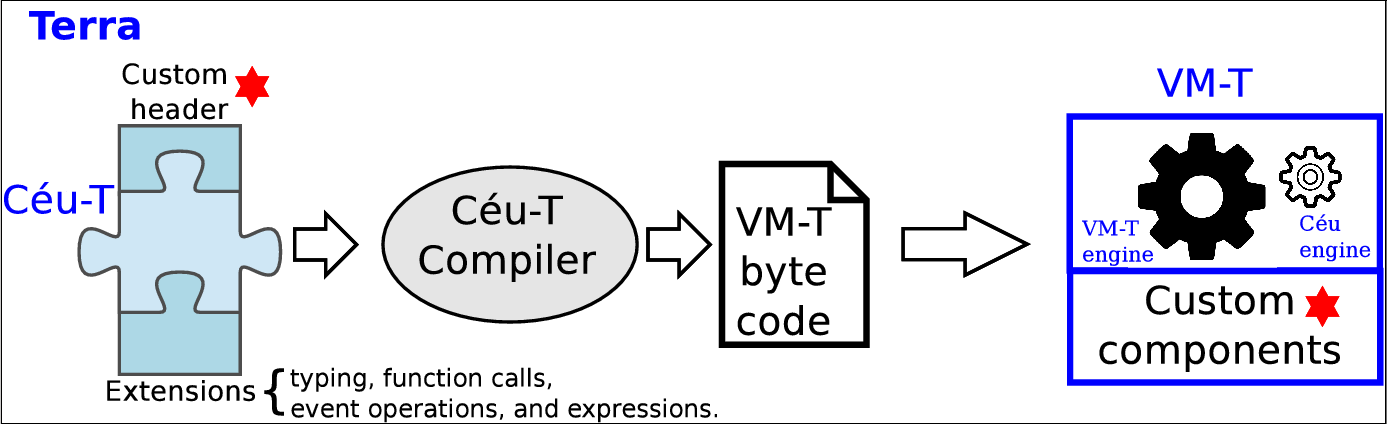 Terra
Custom
header
Céu-T
Extensions
typing, function calls,
event operations, and expressions.
Céu-T
Compiler
VM-T
byte
code
VM-T
VM-T
engine
Céu
engine
Custom
components